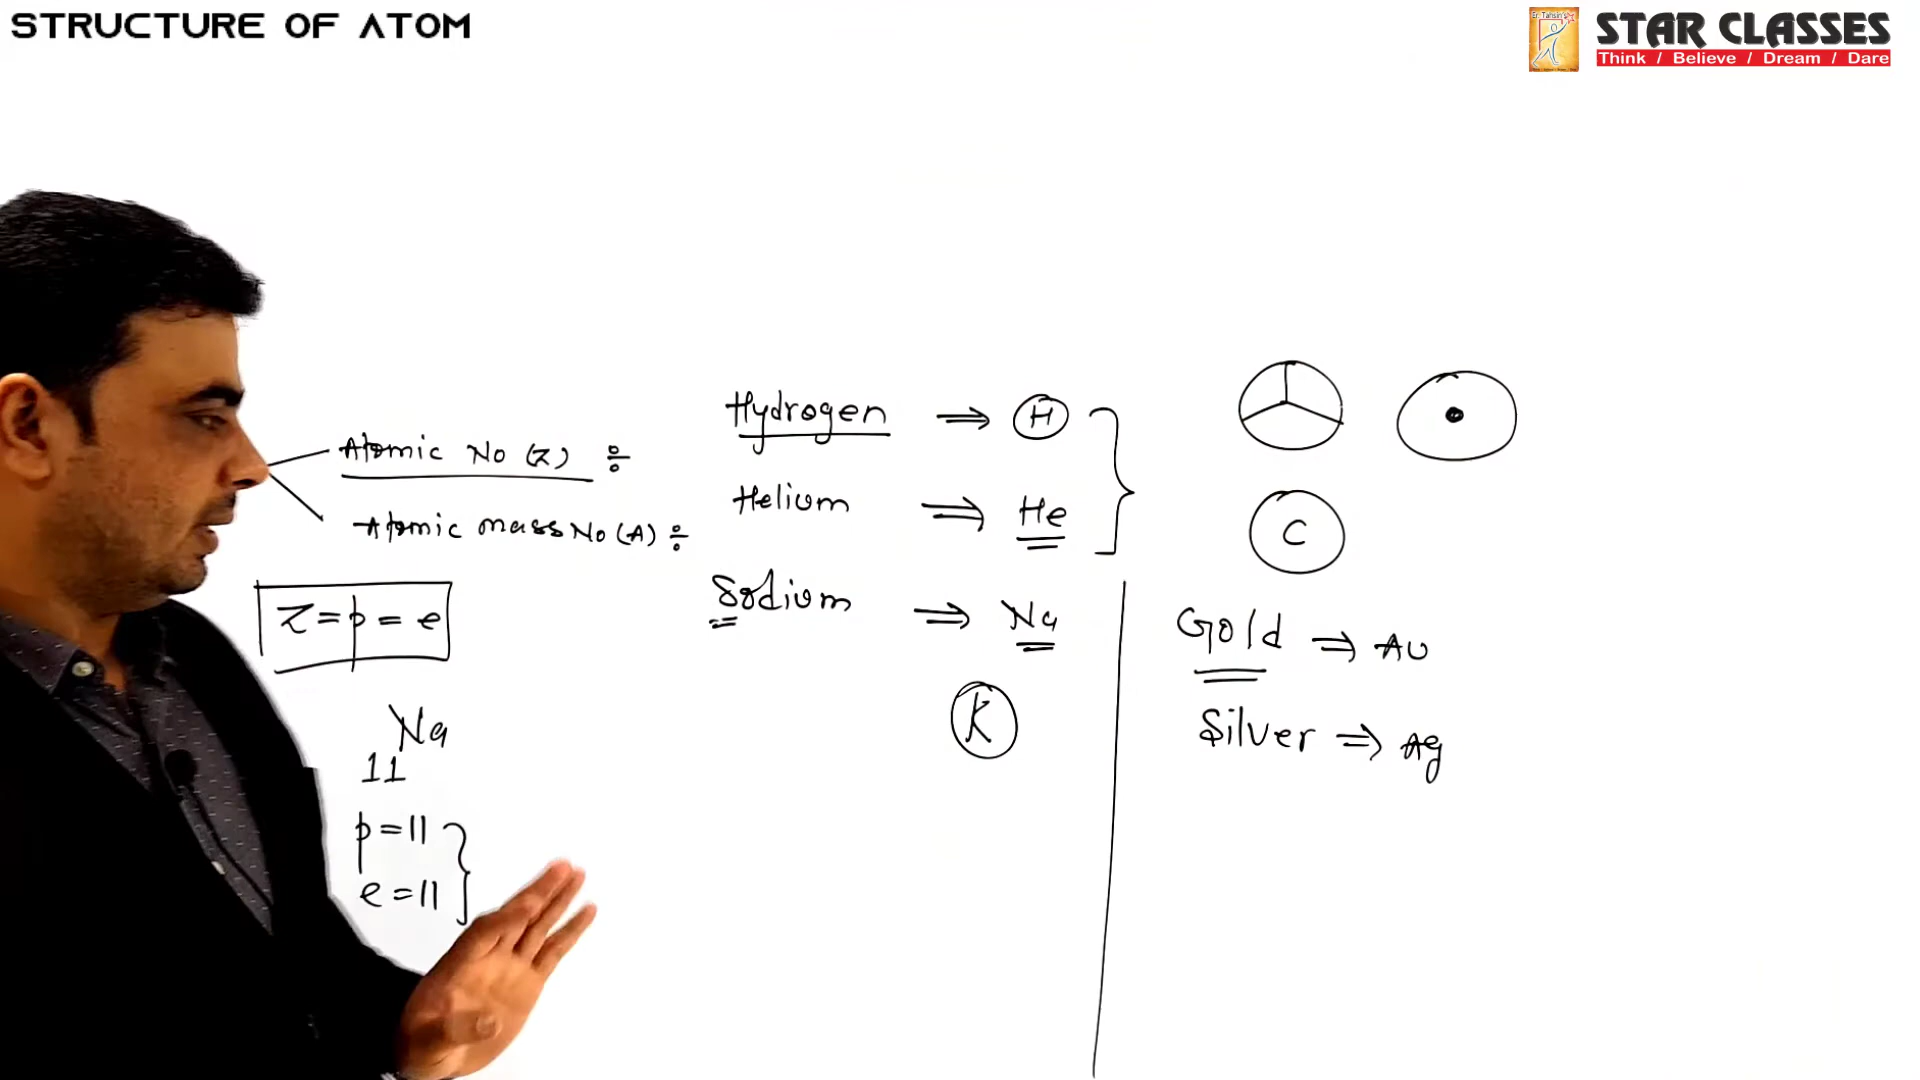 STRUCTURE OF ATOM
STAR CLASSES
Think / Believe / Dream / Dare
Atomic No (Z) ÷
Atomic mass No (A) ÷
Z = p = e
Na
11
p = 11
e = 11
Hydrogen ⇒ H
Helium ⇒ He
Sodium ⇒ Na
K
C
Gold ⇒ Au
Silver ⇒ Ag